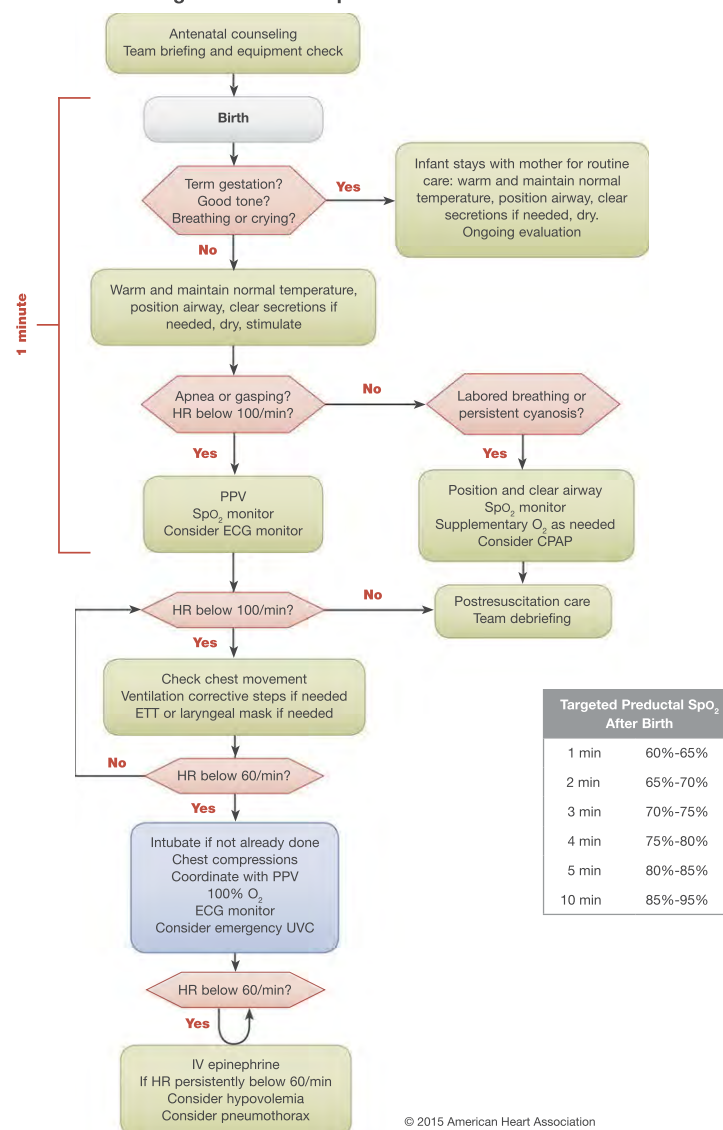 Antenatal counseling
Team briefing and equipment check
Birth
Term gestation?
Good tone?
Breathing or crying?
Yes
Infant stays with mother for routine
care: warm and maintain normal
temperature, position airway, clear
secretions if needed, dry.
Ongoing evaluation
No
Warm and maintain normal temperature,
position airway, clear secretions if
needed, dry, stimulate
1 minute
Apnea or gasping?
HR below 100/min?
No
Labored breathing or
persistent cyanosis?
Yes
Yes
PPV
SpO₂ monitor
Consider ECG monitor
Position and clear airway
SpO₂ monitor
Supplementary O₂ as needed
Consider CPAP
HR below 100/min?
No
Postresuscitation care
Team debriefing
Yes
Check chest movement
Ventilation corrective steps if needed
ETT or laryngeal mask if needed
HR below 60/min?
No
Yes
Intubate if not already done
Chest compressions
Coordinate with PPV
100% O₂
ECG monitor
Consider emergency UVC
HR below 60/min?
Yes
IV epinephrine
If HR persistently below 60/min
Consider hypovolemia
Consider pneumothorax
Targeted Preductal SpO₂
After Birth
1 min 60%-65%
2 min 65%-70%
3 min 70%-75%
4 min 75%-80%
5 min 80%-85%
10 min 85%-95%
© 2015 American Heart Association